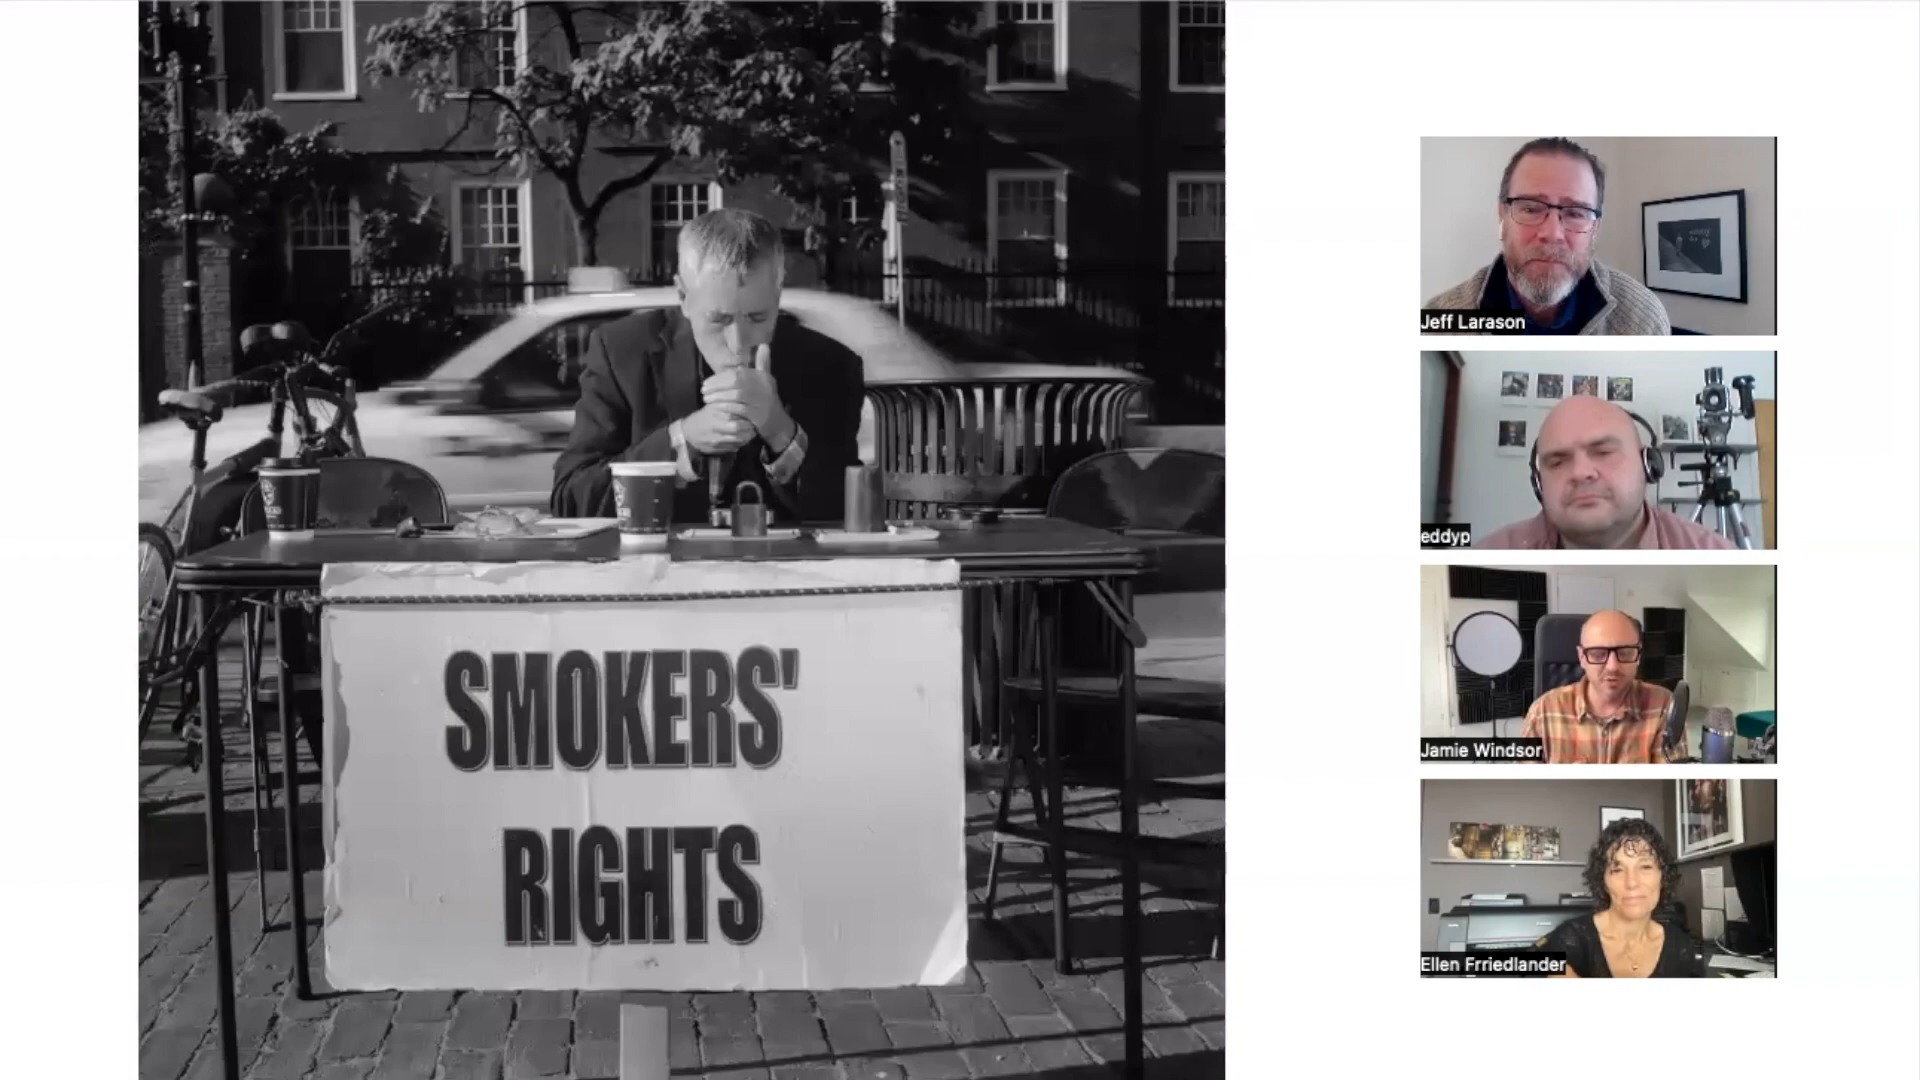 SMOKERS'
RIGHTS
Jeff Larason
eddyp
Jamie Windsor
Ellen Frriedlander